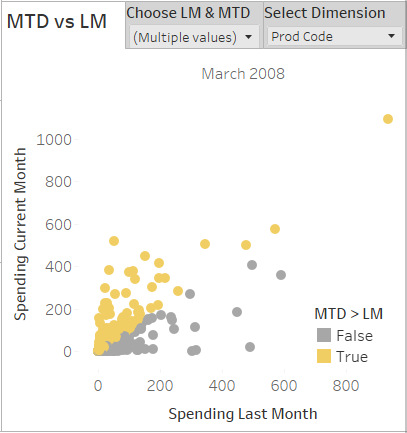 MTD vs LM
Choose LM & MTD
(Multiple values)
Select Dimension
Prod Code
March 2008
Spending Current Month
1000
800
600
400
200
0
0 200 400 600 800
Spending Last Month
MTD > LM
False
True